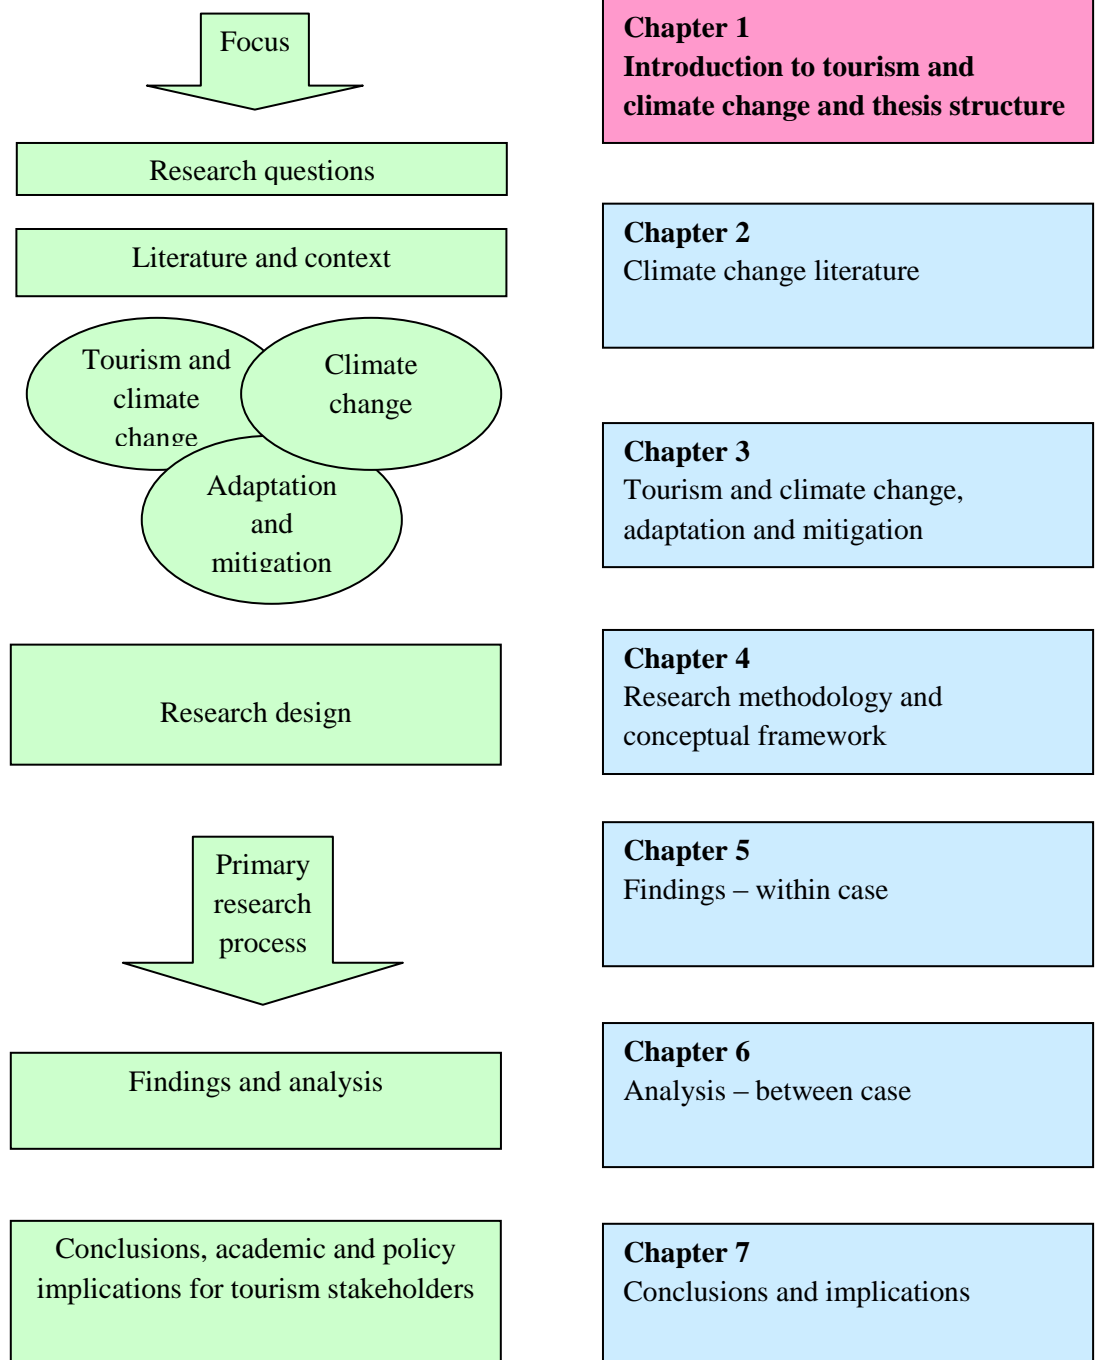 Focus
Research questions
Literature and context
Tourism and
climate
change
Climate
change
Adaptation
and
mitigation
Research design
Primary
research
process
Findings and analysis
Conclusions, academic and policy
implications for tourism stakeholders
Chapter 1
Introduction to tourism and
climate change and thesis structure
Chapter 2
Climate change literature
Chapter 3
Tourism and climate change,
adaptation and mitigation
Chapter 4
Research methodology and
conceptual framework
Chapter 5
Findings – within case
Chapter 6
Analysis – between case
Chapter 7
Conclusions and implications